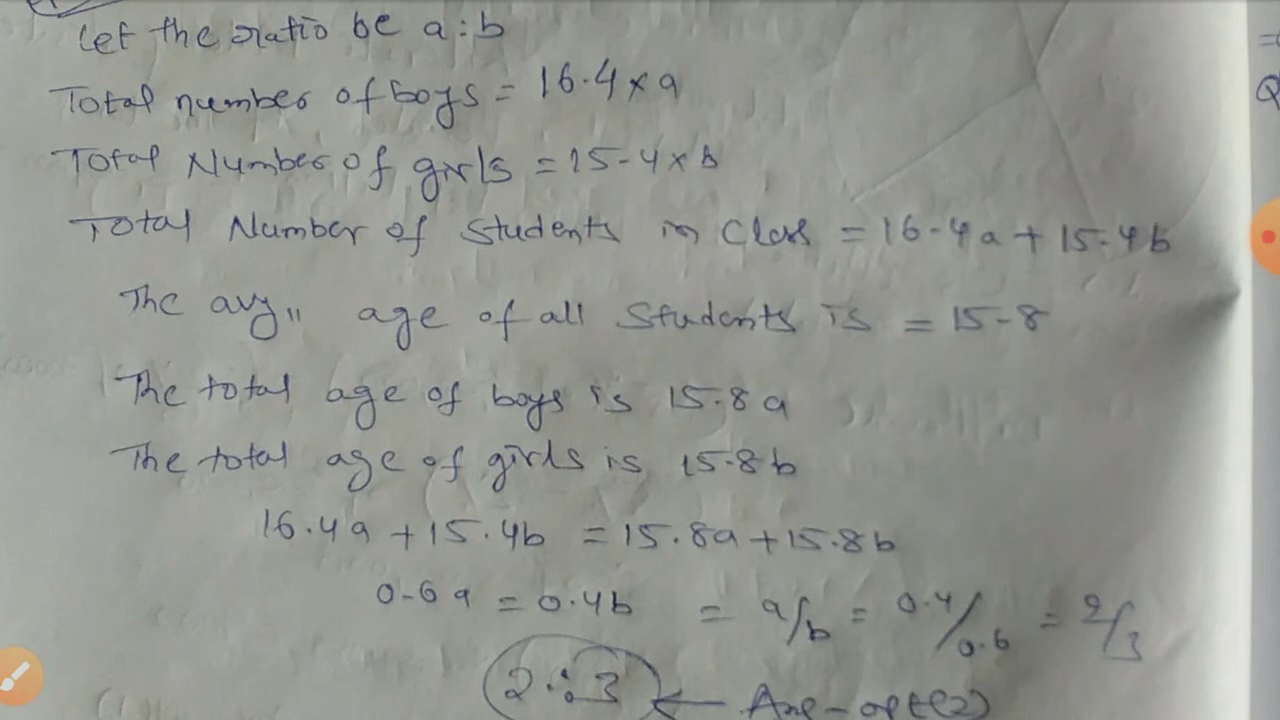 Let the ratio be a:b
Total number of boys = 16.4 × a
Total Number of girls = 15-4 × b
Total Number of Students in Class = 16-4a + 15.4b
The avg,, age of all Students is = 15-8
The total age of boys is 15.8a
The total age of girls is 15.8b
16.4a + 15.4b = 15.8a + 15.8b
0-6a = 0.4b = a/b = 0.4/0.6 = 2/3
2:3 ← Ans - opt(2)
Q